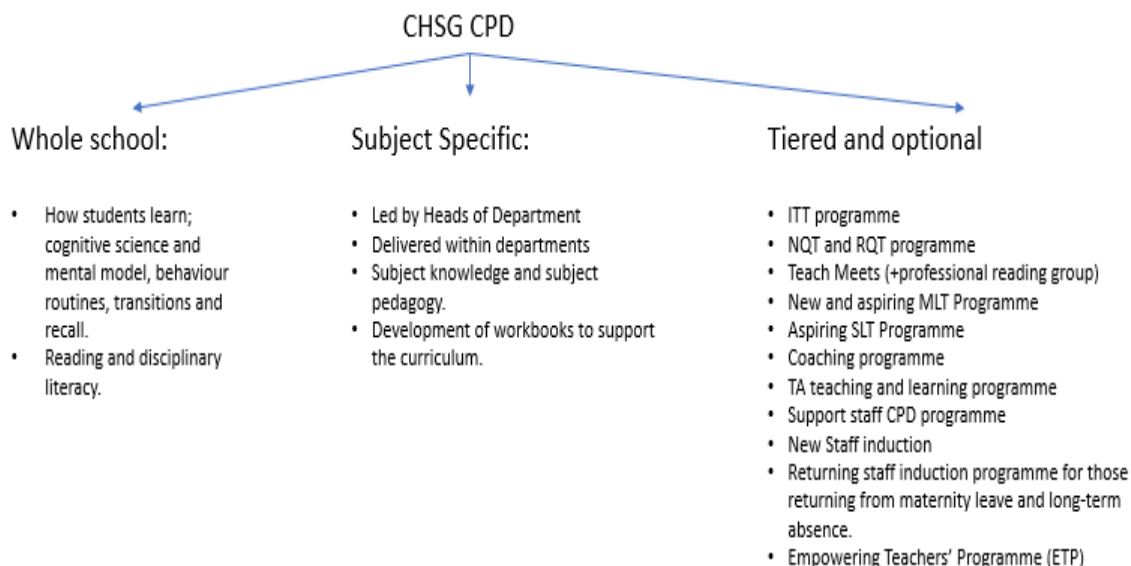 CHSG CPD
Whole school:
• How students learn;
cognitive science and
mental model, behaviour
routines, transitions and
recall.
• Reading and disciplinary
literacy.
Subject Specific:
• Led by Heads of Department
• Delivered within departments
• Subject knowledge and subject
pedagogy.
• Development of workbooks to support
the curriculum.
Tiered and optional
• ITT programme
• NQT and RQT programme
• Teach Meets (+professional reading group)
• New and aspiring MLT Programme
• Aspiring SLT Programme
• Coaching programme
• TA teaching and learning programme
• Support staff CPD programme
• New Staff induction
• Returning staff induction programme for those
returning from maternity leave and long-term
absence.
• Empowering Teachers' Programme (ETP)